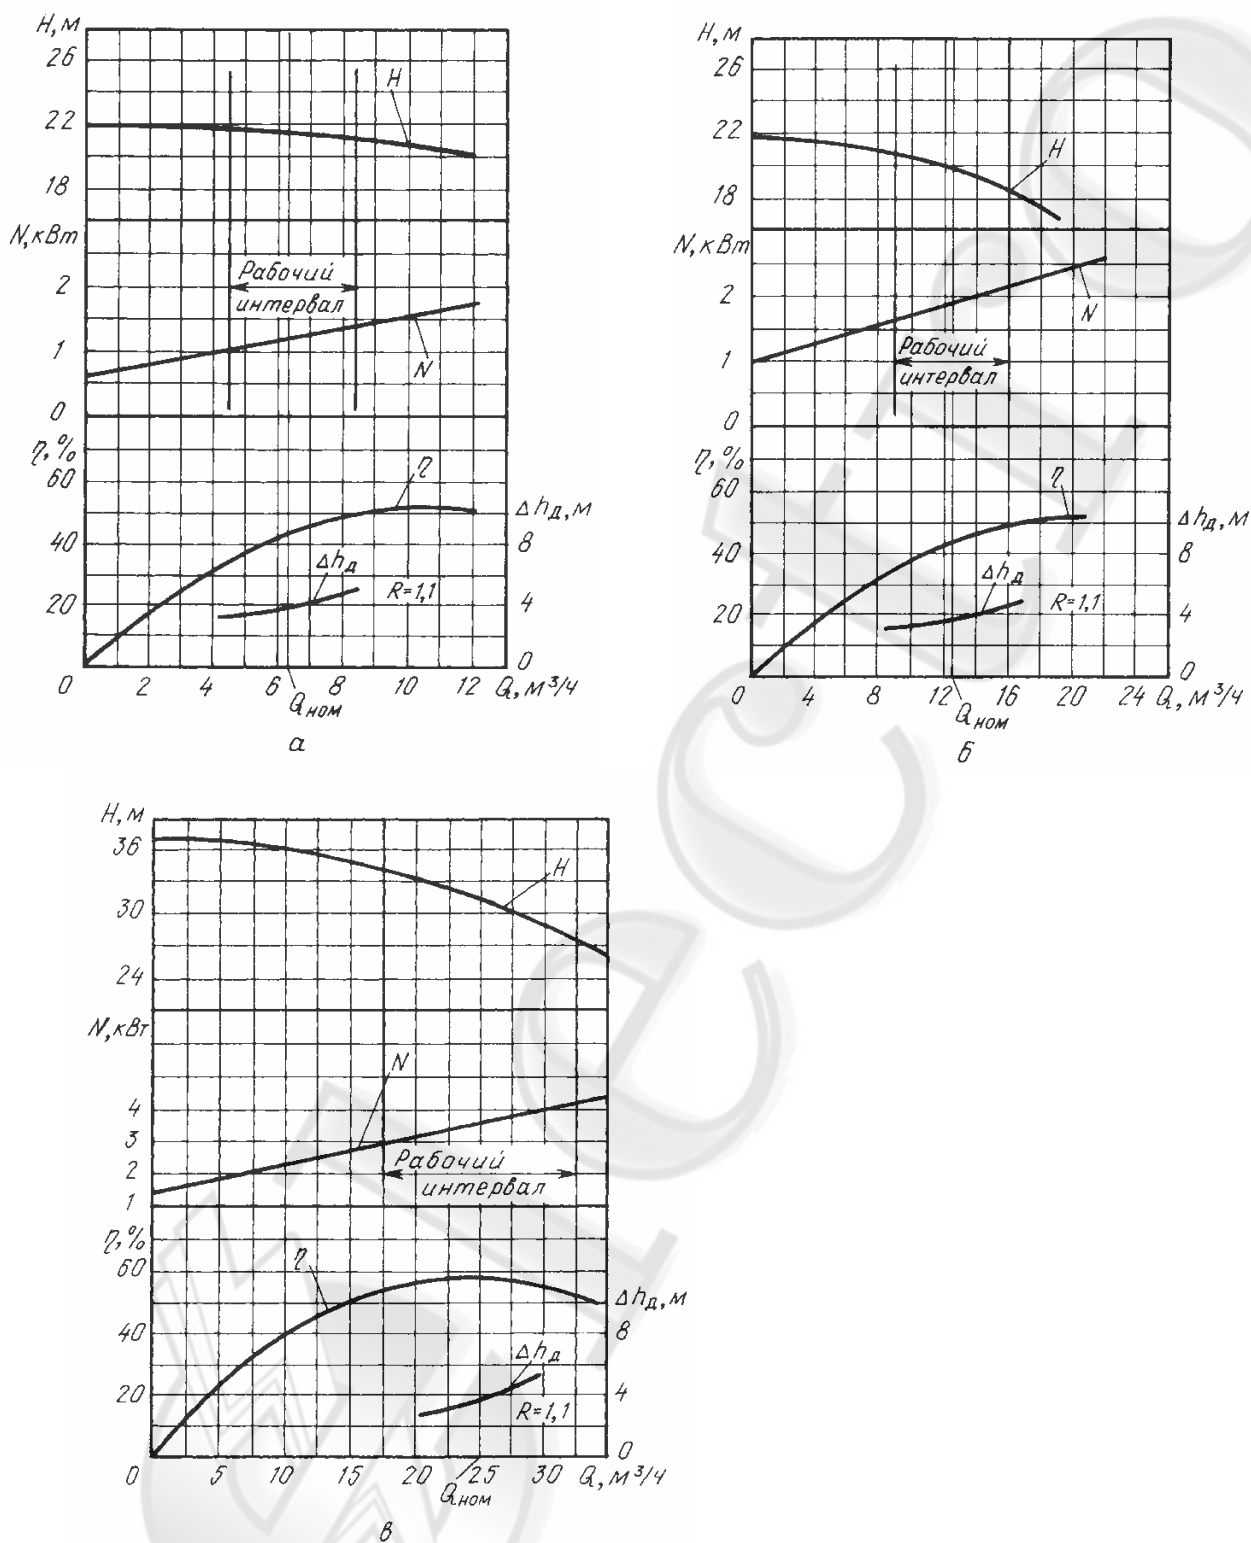 H, м
26
22
18
N, кВт
2
1
0
η, %
60
40
20
0
H
Рабочий
интервал
N
η
Δhд
R=1,1
Δhд, м
8
4
0
2
4
6
8
10
12
Q, м³/ч
Qном
а
H, м
26
22
18
N, кВт
2
1
0
η, %
60
40
20
0
H
N
Рабочий
интервал
η
Δhд
R=1,1
Δhд, м
8
4
0
4
8
12
16
20
24
Q, м³/ч
Qном
б
H, м
36
30
24
N, кВт
4
3
2
1
η, %
60
40
20
0
H
N
Рабочий
интервал
η
Δhд
R=1,1
Δhд, м
8
4
0
5
10
15
20
25
30
Q, м³/ч
Qном
в